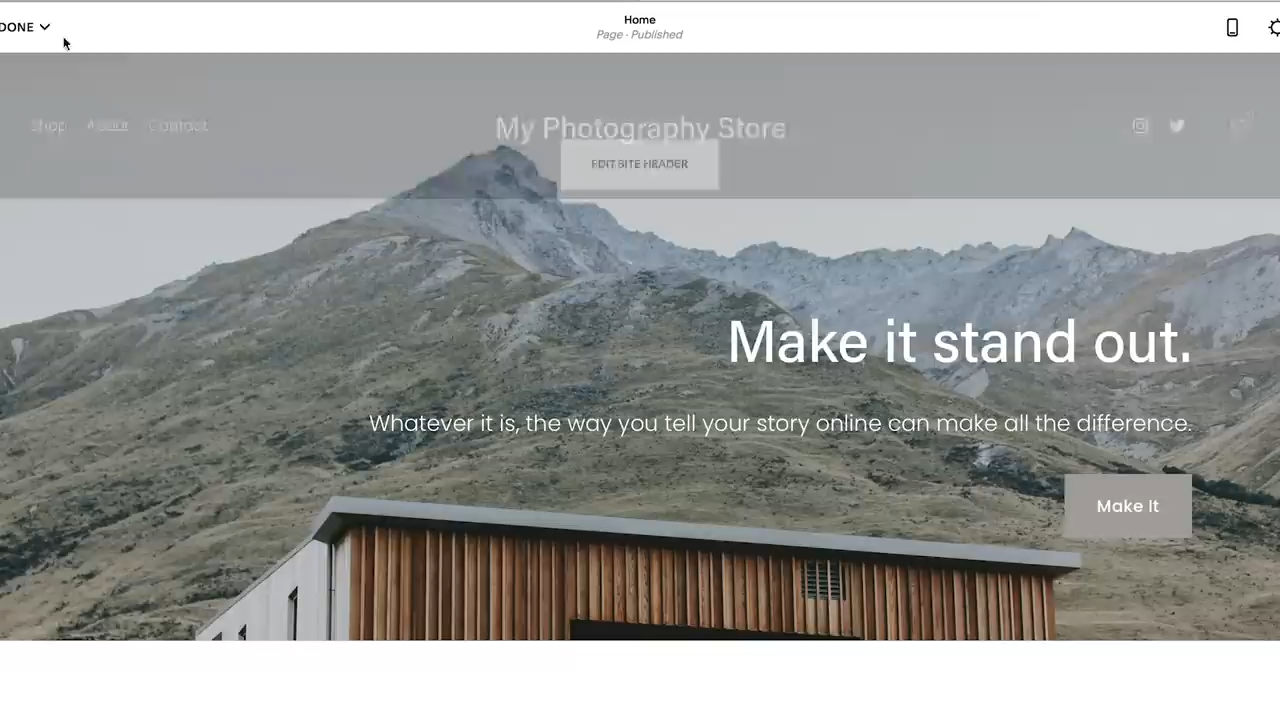 DONE
Home
Page · Published
Shop About Contact
My Photography Store
EDIT SITE HEADER
Make it stand out.
Whatever it is, the way you tell your story online can make all the difference.
Make It